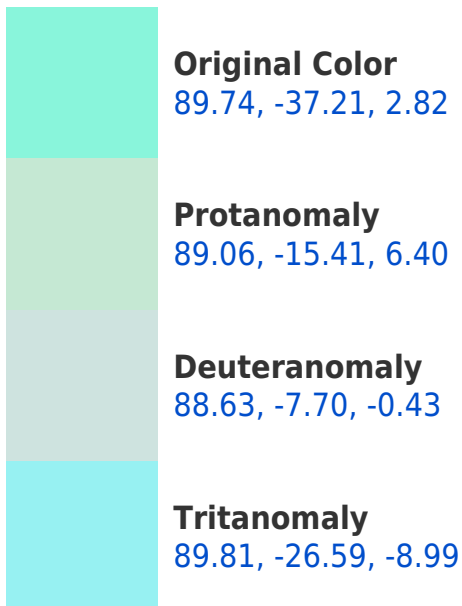 Original Color
89.74, -37.21, 2.82
Protanomaly
89.06, -15.41, 6.40
Deuteranomaly
88.63, -7.70, -0.43
Tritanomaly
89.81, -26.59, -8.99